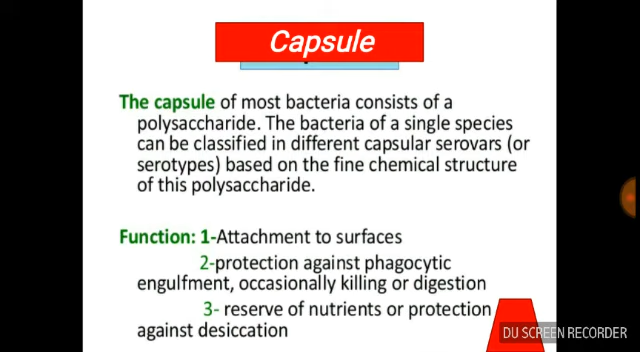 Capsule
The capsule of most bacteria consists of a
polysaccharide. The bacteria of a single species
can be classified in different capsular serovars (or
serotypes) based on the fine chemical structure
of this polysaccharide.
Function: 1-Attachment to surfaces
2-protection against phagocytic
engulfment, occasionally killing or digestion
3- reserve of nutrients or protection
against desiccation
DU SCREEN RECORDER